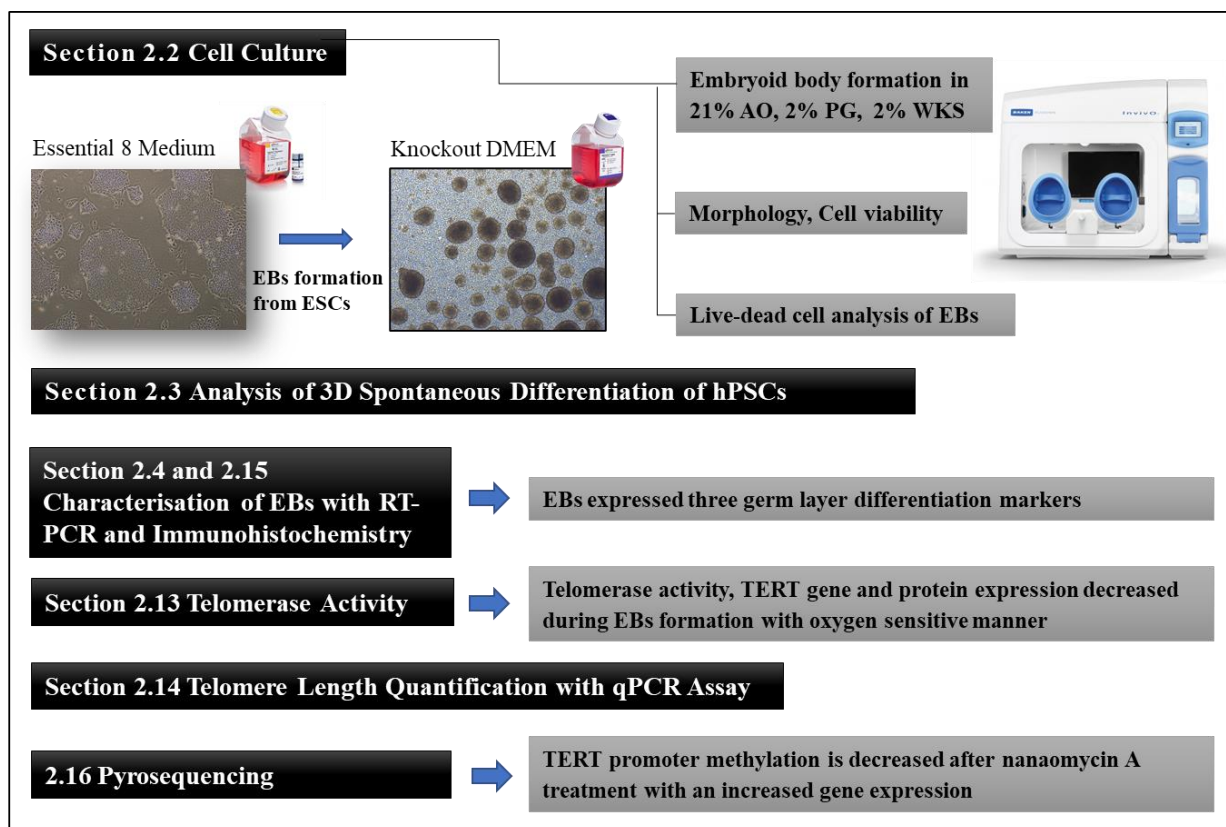 Section 2.2 Cell Culture
Essential 8 Medium
EBs formation
from ESCs
Knockout DMEM
Embryoid body formation in
21% AO, 2% PG, 2% WKS
Morphology, Cell viability
Live-dead cell analysis of EBs
BAKER
InvivO₂
Section 2.3 Analysis of 3D Spontaneous Differentiation of hPSCs
Section 2.4 and 2.15
Characterisation of EBs with RT-
PCR and Immunohistochemistry
EBs expressed three germ layer differentiation markers
Section 2.13 Telomerase Activity
Telomerase activity, TERT gene and protein expression decreased
during EBs formation with oxygen sensitive manner
Section 2.14 Telomere Length Quantification with qPCR Assay
2.16 Pyrosequencing
TERT promoter methylation is decreased after nanaomycin A
treatment with an increased gene expression